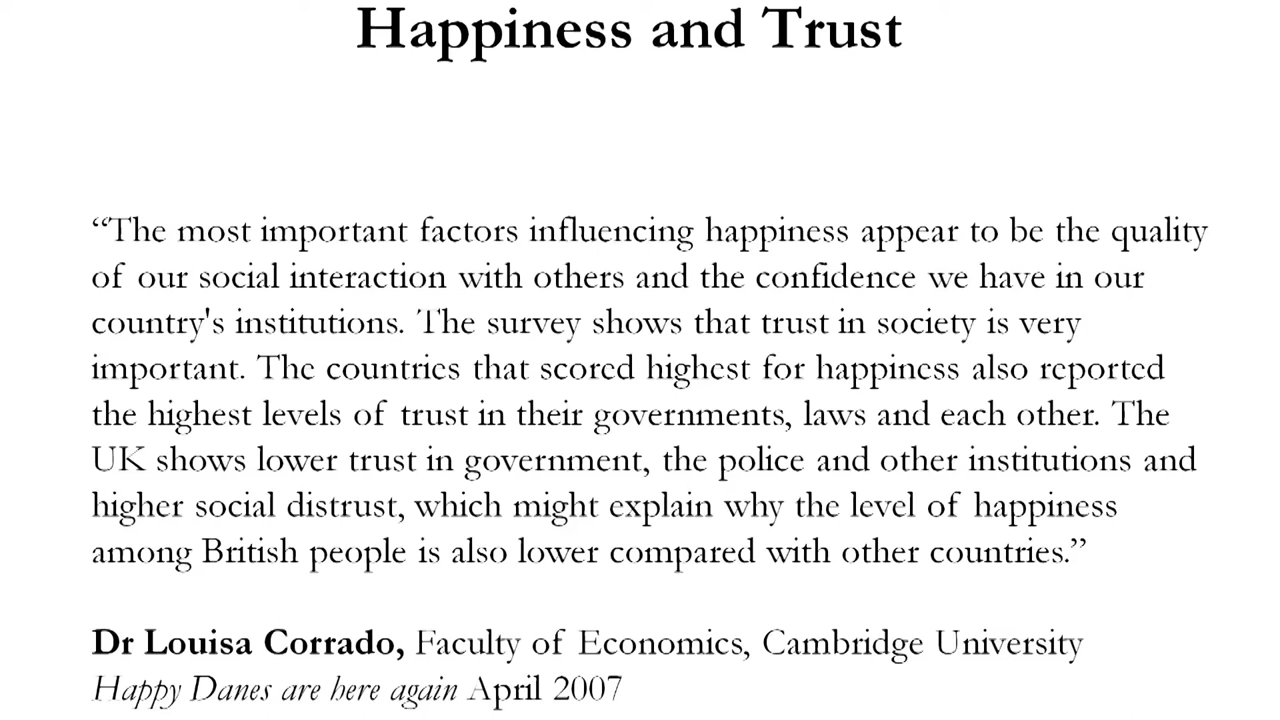 Happiness and Trust
“The most important factors influencing happiness appear to be the quality
of our social interaction with others and the confidence we have in our
country's institutions. The survey shows that trust in society is very
important. The countries that scored highest for happiness also reported
the highest levels of trust in their governments, laws and each other. The
UK shows lower trust in government, the police and other institutions and
higher social distrust, which might explain why the level of happiness
among British people is also lower compared with other countries.”
Dr Louisa Corrado, Faculty of Economics, Cambridge University
Happy Danes are here again April 2007